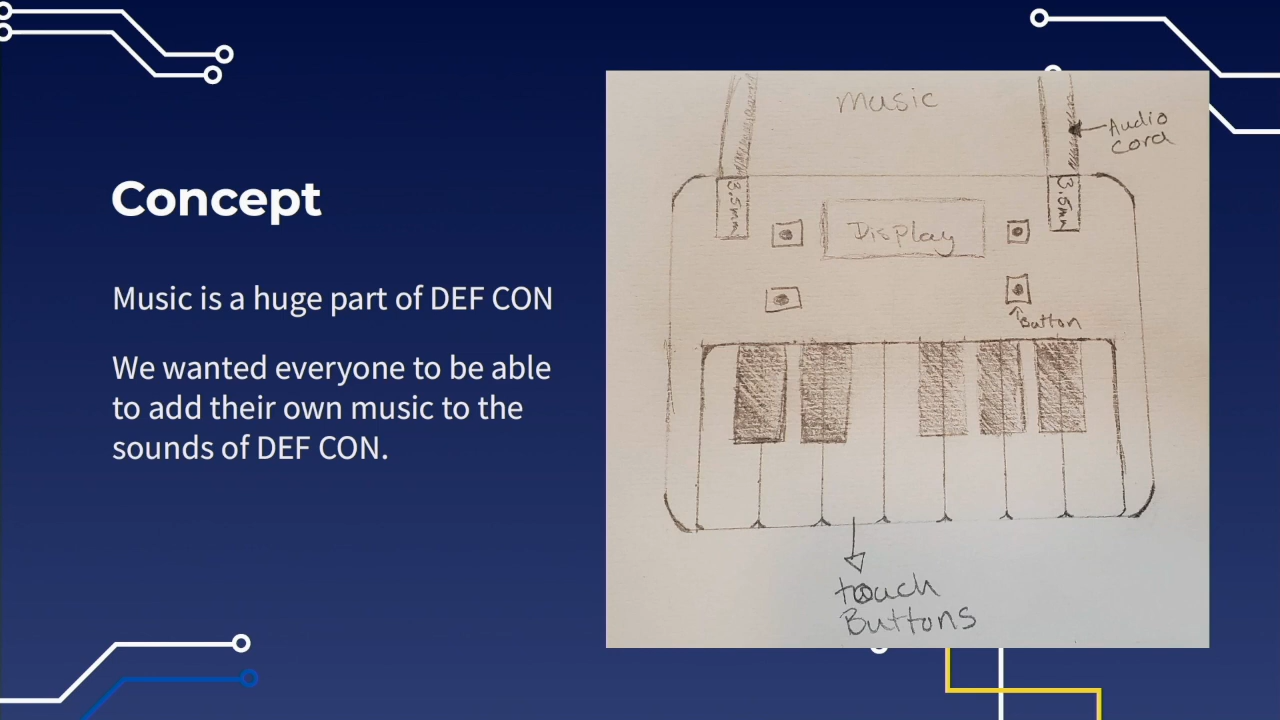 Concept
Music is a huge part of DEF CON
We wanted everyone to be able
to add their own music to the
sounds of DEF CON.
music
Audio
cord
3.5mm
3.5mm
Display
Button
touch
Buttons